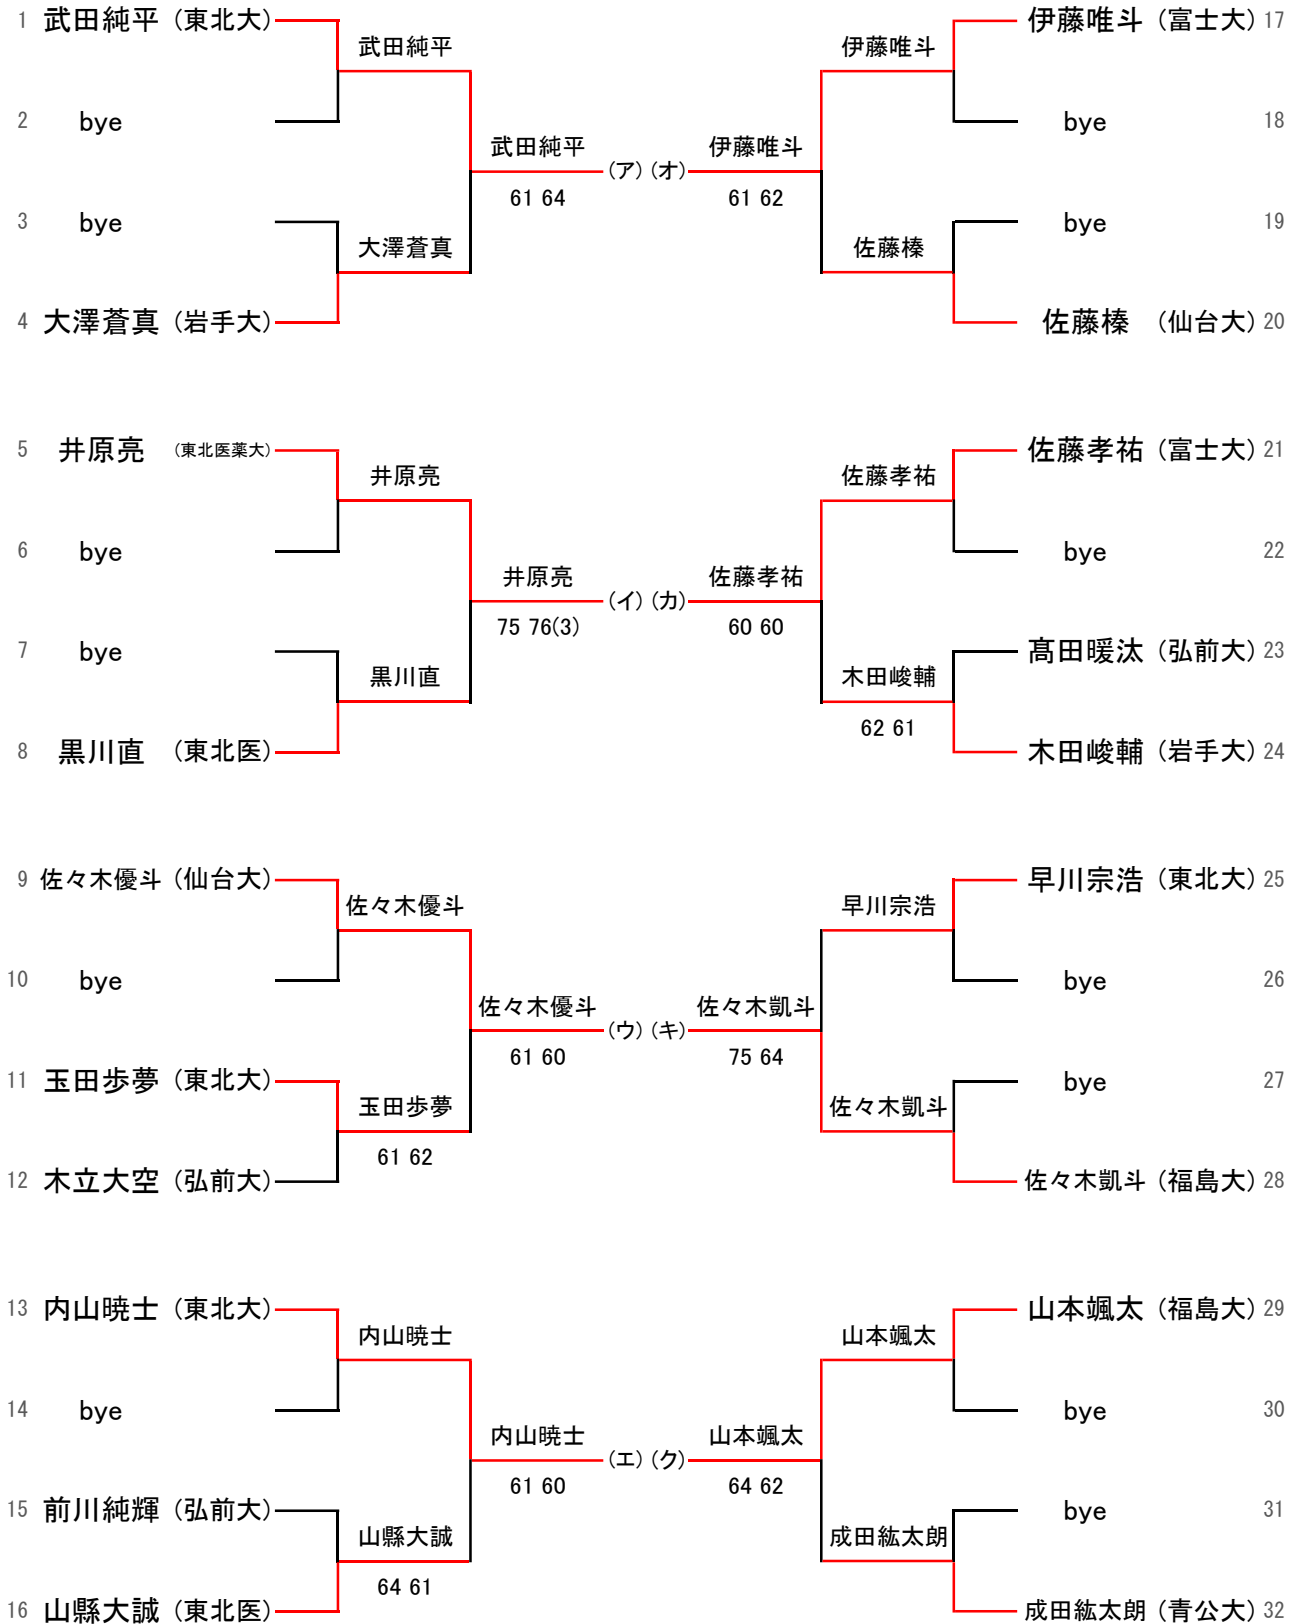 1 武田純平 (東北大)
武田純平
2 bye
武田純平 (ア)
61 64
3 bye
大澤蒼真
4 大澤蒼真 (岩手大)
5 井原亮 (東北医薬大)
井原亮
6 bye
井原亮 (イ)
75 76(3)
7 bye
黒川直
8 黒川直 (東北医)
9 佐々木優斗 (仙台大)
佐々木優斗
10 bye
佐々木優斗 (ウ)
61 60
11 玉田歩夢 (東北大)
玉田歩夢
61 62
12 木立大空 (弘前大)
13 内山暁士 (東北大)
内山暁士
14 bye
内山暁士 (エ)
61 60
15 前川純輝 (弘前大)
山縣大誠
64 61
16 山縣大誠 (東北医)
伊藤唯斗 (富士大) 17
伊藤唯斗
bye 18
(オ) 伊藤唯斗
61 62
bye 19
佐藤榛
佐藤榛 (仙台大) 20
佐藤孝祐 (富士大) 21
佐藤孝祐
bye 22
(カ) 佐藤孝祐
60 60
髙田暖汰 (弘前大) 23
木田峻輔
62 61
木田峻輔 (岩手大) 24
早川宗浩 (東北大) 25
早川宗浩
bye 26
(キ) 佐々木凱斗
75 64
bye 27
佐々木凱斗
佐々木凱斗 (福島大) 28
山本颯太 (福島大) 29
山本颯太
bye 30
(ク) 山本颯太
64 62
bye 31
成田紘太朗
成田紘太朗 (青公大) 32